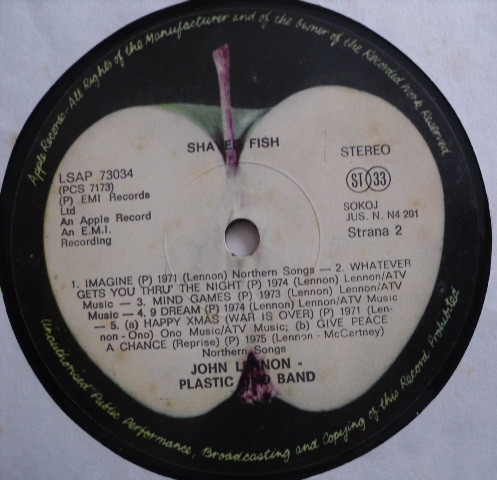 Apple Records-All Rights of the Manufacturer and of the Owner of the Recorded Work Reserved
SHAVED FISH
LSAP 73034
(PCS 7173)
(P) EMI Records
Ltd
An Apple Record
An E.M.I.
Recording
STEREO
ST 33
SOKOJ
JUS. N. N4 201
Strana 2
1. IMAGINE (P) 1971 (Lennon) Northern Songs — 2. WHATEVER
GETS YOU THRU' THE NIGHT (P) 1974 (Lennon) Lennon/ATV
Music — 3. MIND GAMES (P) 1973 (Lennon) Lennon/ATV
Music — 4. 9 DREAM (P) 1974 (Lennon) Lennon/ATV Music
— 5. (a) HAPPY XMAS (WAR IS OVER) (P) 1971 (Len-
non - Ono) Ono Music/ATV Music; (b) GIVE PEACE
A CHANCE (Reprise) (P) 1975 (Lennon - McCartney)
Northern Songs
JOHN LENNON -
PLASTIC ONO BAND
Unauthorised Public Performance, Broadcasting and Copying of this Record Prohibited